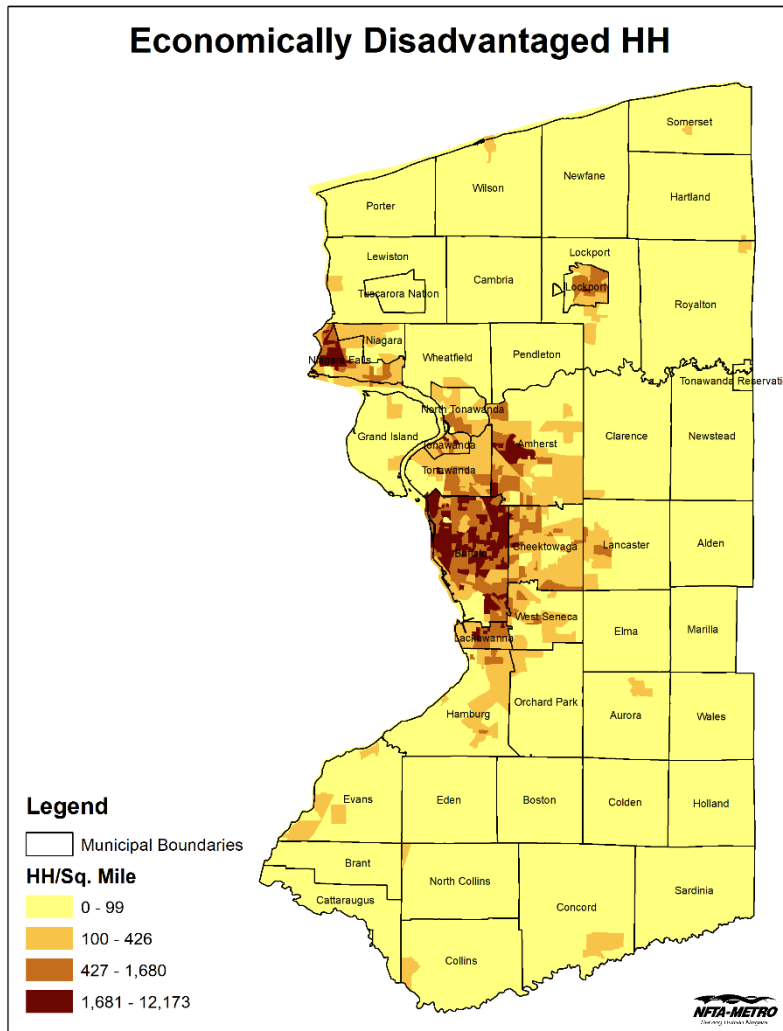 Economically Disadvantaged HH
Somerset
Newfane
Wilson
Hartland
Porter
Lewiston
Lockport
Tuscarora Nation
Cambria
Lockport
Royalton
Niagara
Niagara Falls
Wheatfield
Pendleton
Tonawanda Reservati
North Tonawanda
Grand Island
Tonawanda
Amherst
Clarence
Newstead
Tonawanda
Buffalo
Cheektowaga
Lancaster
Alden
West Seneca
Elma
Marilla
Lackawanna
Hamburg
Orchard Park
Aurora
Wales
Evans
Eden
Boston
Colden
Holland
Brant
North Collins
Cattaraugus
Concord
Sardinia
Collins
Legend
Municipal Boundaries
HH/Sq. Mile
0 - 99
100 - 426
427 - 1,680
1,681 - 12,173
NFTA-METRO